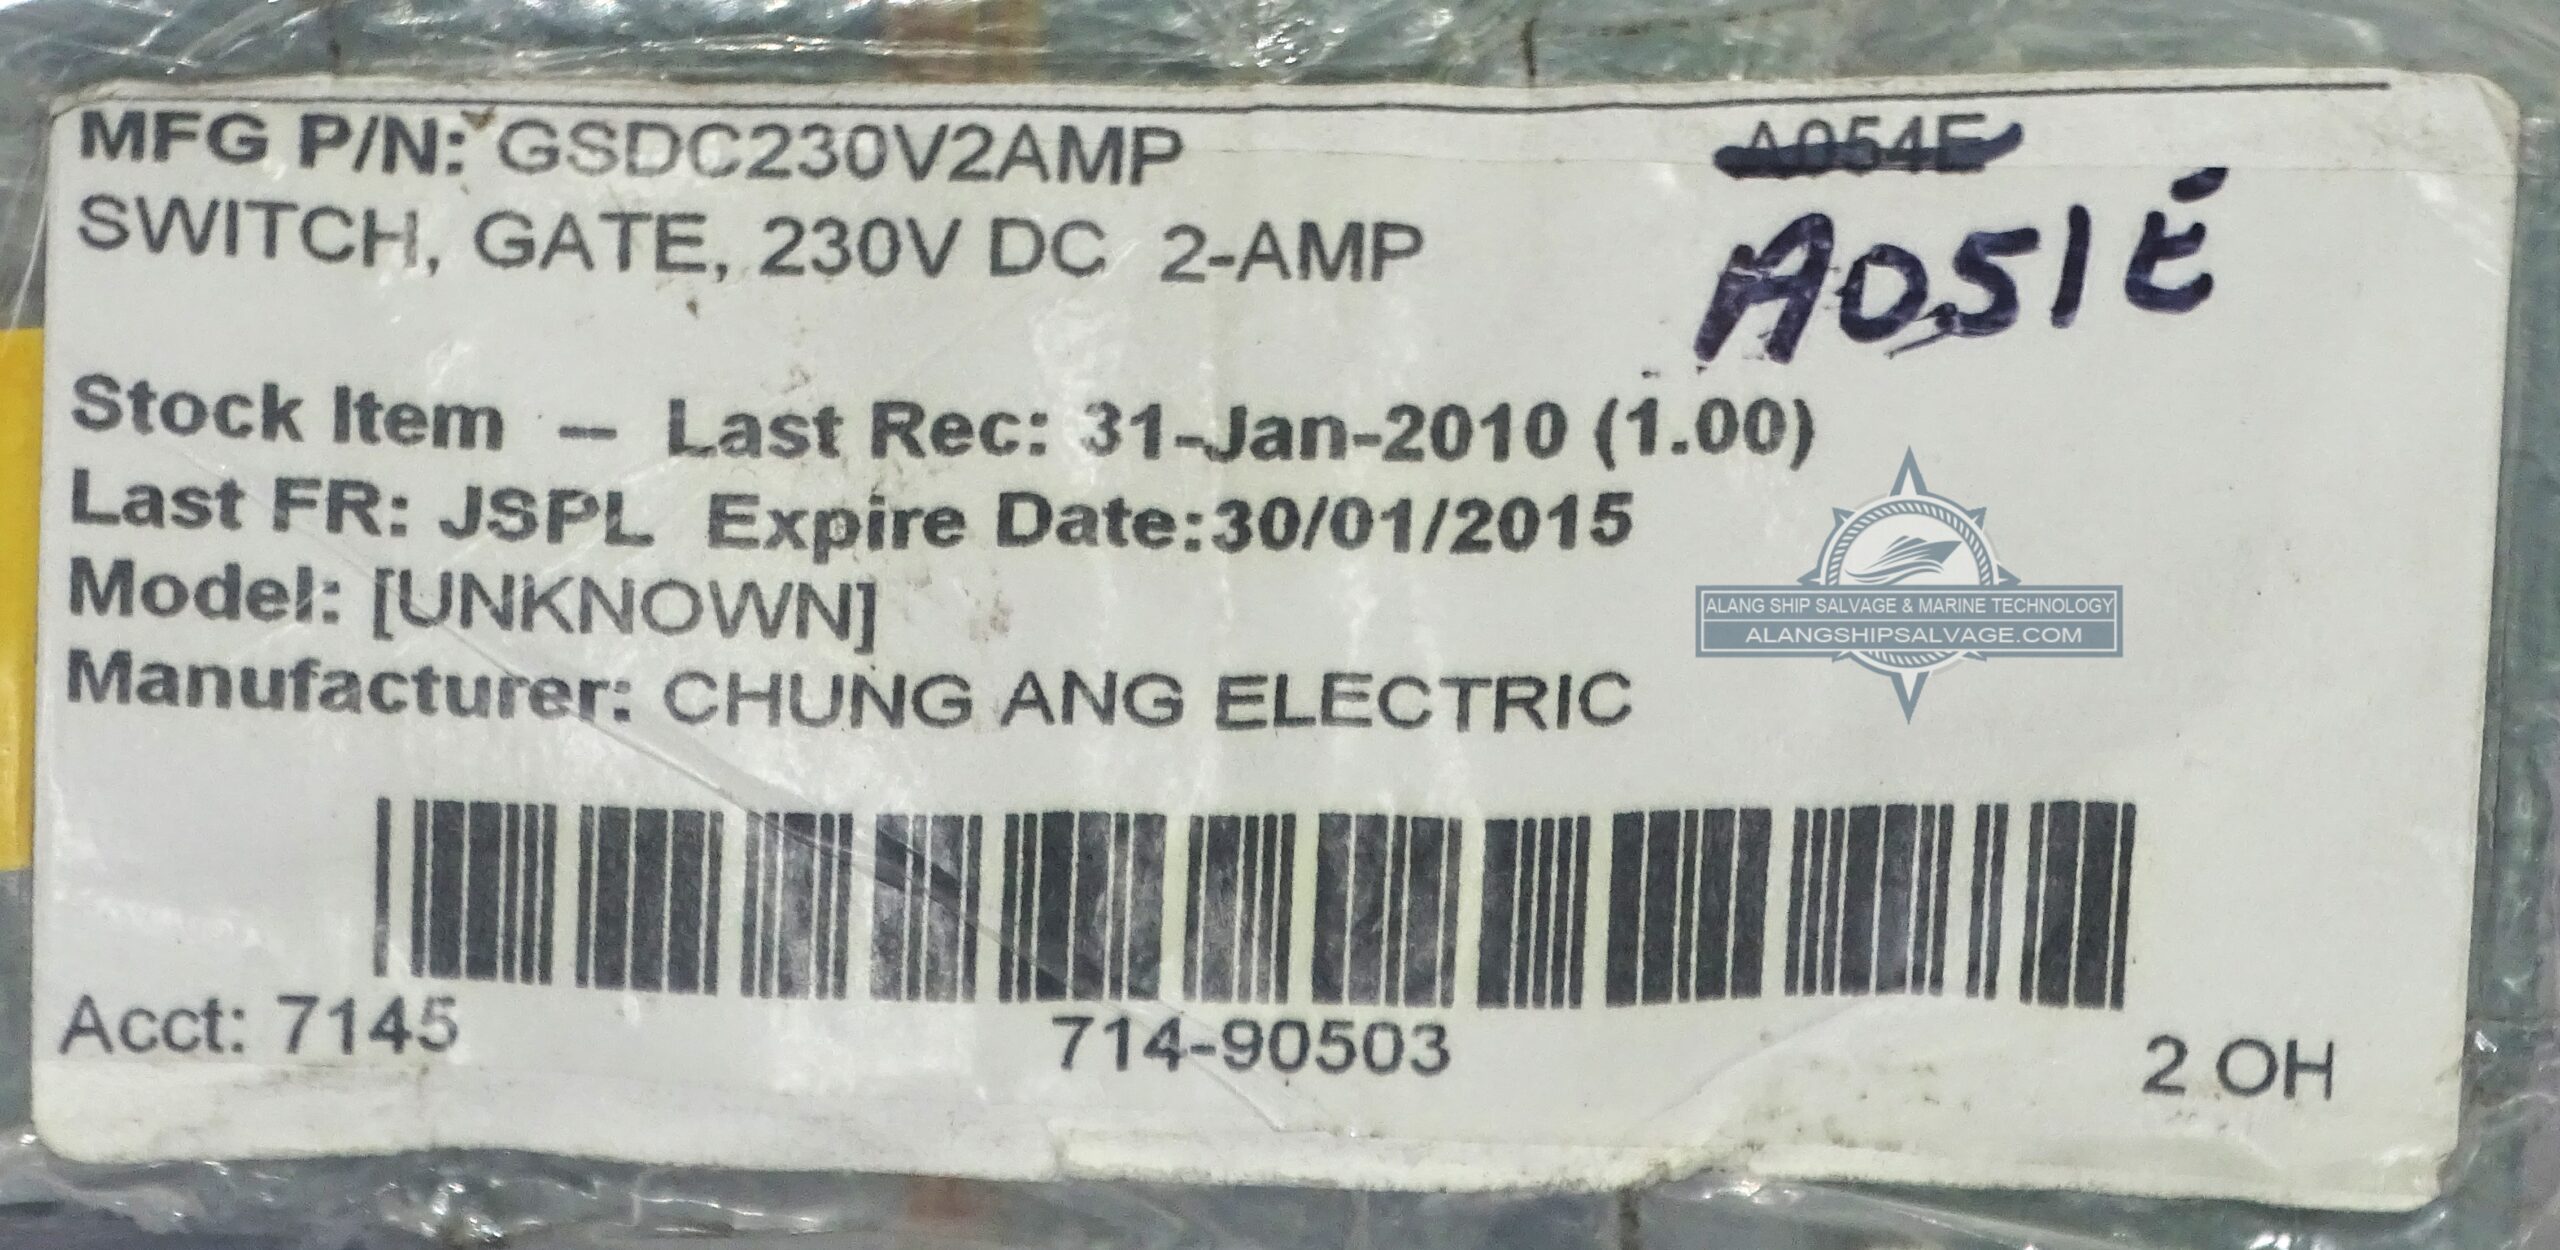 MFG P/N: GSDC230V2AMP
A054E
SWITCH, GATE, 230V DC 2-AMP
A051E
Stock Item -- Last Rec: 31-Jan-2010 (1.00)
Last FR: JSPL Expire Date:30/01/2015
Model: [UNKNOWN]
ALANG SHIP SALVAGE & MARINE TECHNOLOGY
ALANGSHIPSALVAGE.COM
Manufacturer: CHUNG ANG ELECTRIC
Acct: 7145
714-90503
2 OH